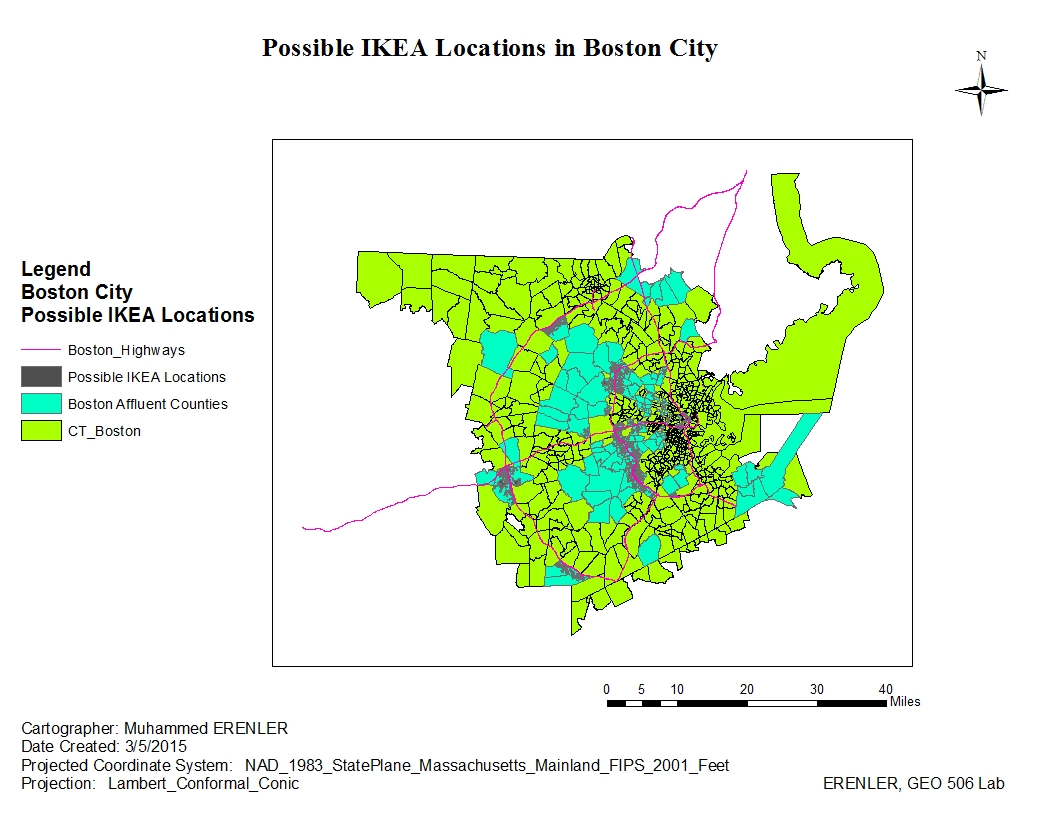 Possible IKEA Locations in Boston City
N
Legend
Boston City
Possible IKEA Locations
Boston_Highways
Possible IKEA Locations
Boston Affluent Counties
CT_Boston
0 5 10 20 30 40
Miles
Cartographer: Muhammed ERENLER
Date Created: 3/5/2015
Projected Coordinate System: NAD_1983_StatePlane_Massachusetts_Mainland_FIPS_2001_Feet
Projection: Lambert_Conformal_Conic
ERENLER, GEO 506 Lab